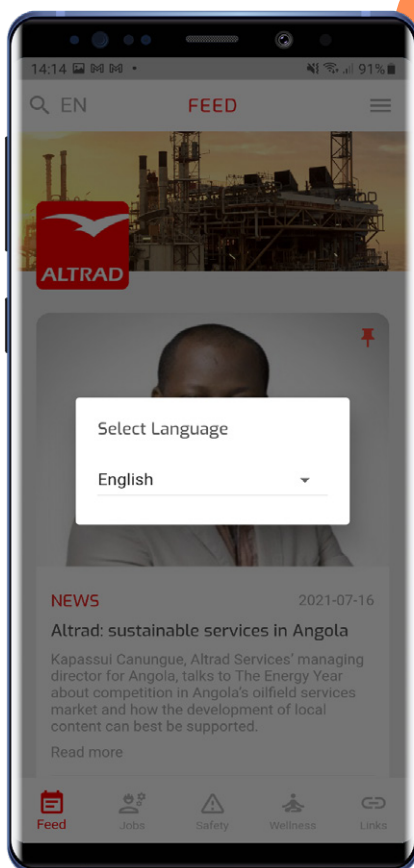 14:14
91%
EN
FEED
ALTRAD
Select Language
English
NEWS
2021-07-16
Altrad: sustainable services in Angola
Kapassui Canungue, Altrad Services' managing
director for Angola, talks to The Energy Year
about competition in Angola's oilfield services
market and how the development of local
content can best be supported.
Read more
Feed
Jobs
Safety
Wellness
Links